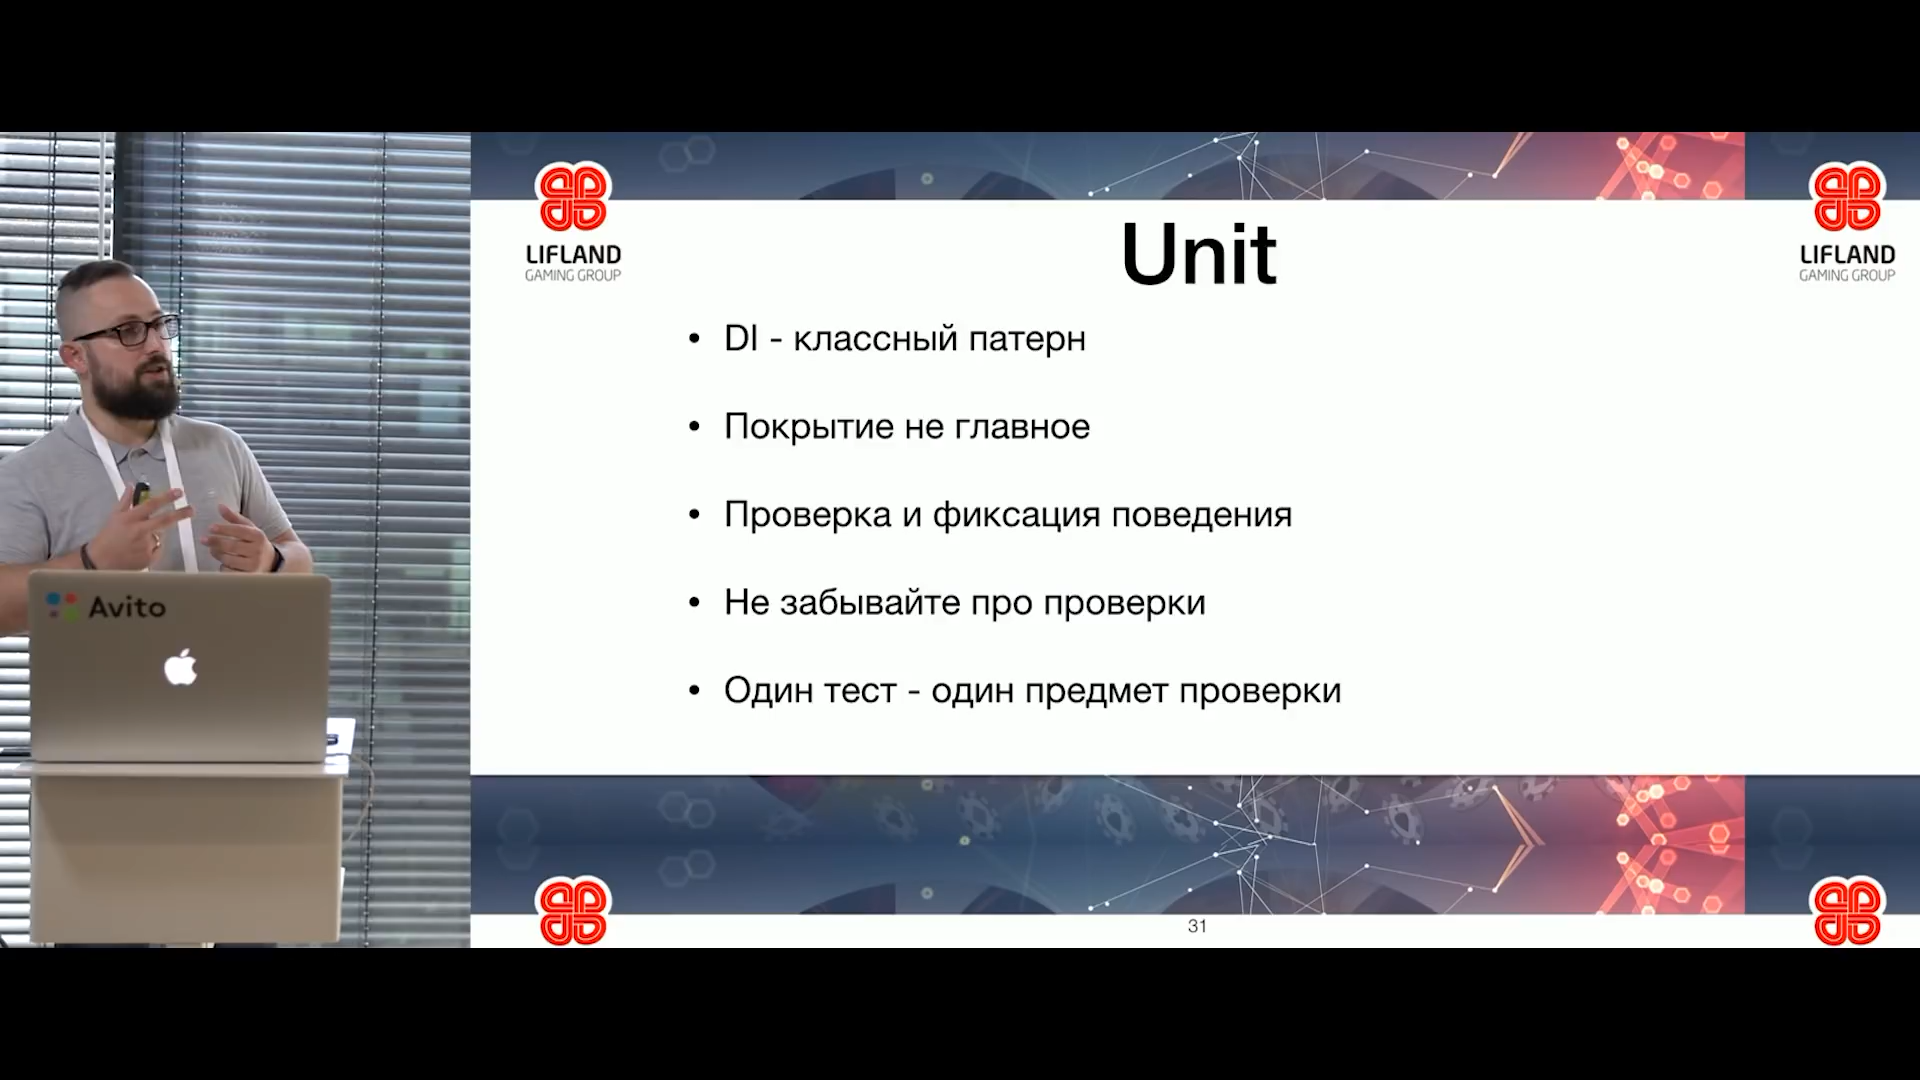 LIFLAND
GAMING GROUP
LIFLAND
GAMING GROUP
Unit
• DI - классный патерн
• Покрытие не главное
• Проверка и фиксация поведения
• Не забывайте про проверки
• Один тест - один предмет проверки
Avito
31